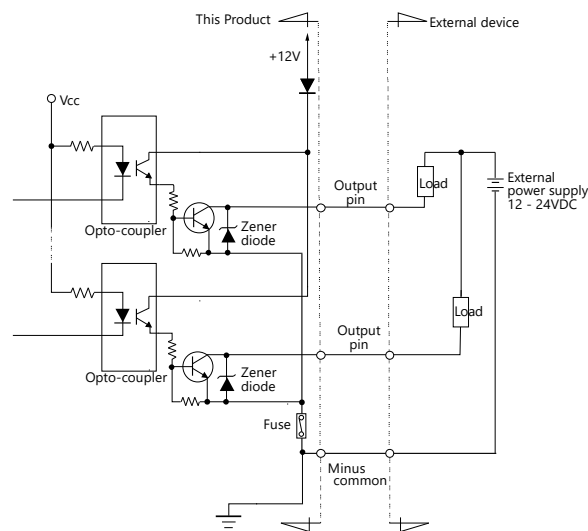 This Product
External device
+12V
Vcc
Opto-coupler
Output
pin
Load
External
power supply
12 - 24VDC
Zener
diode
Load
Output
pin
Opto-coupler
Zener
diode
Fuse
Minus
common